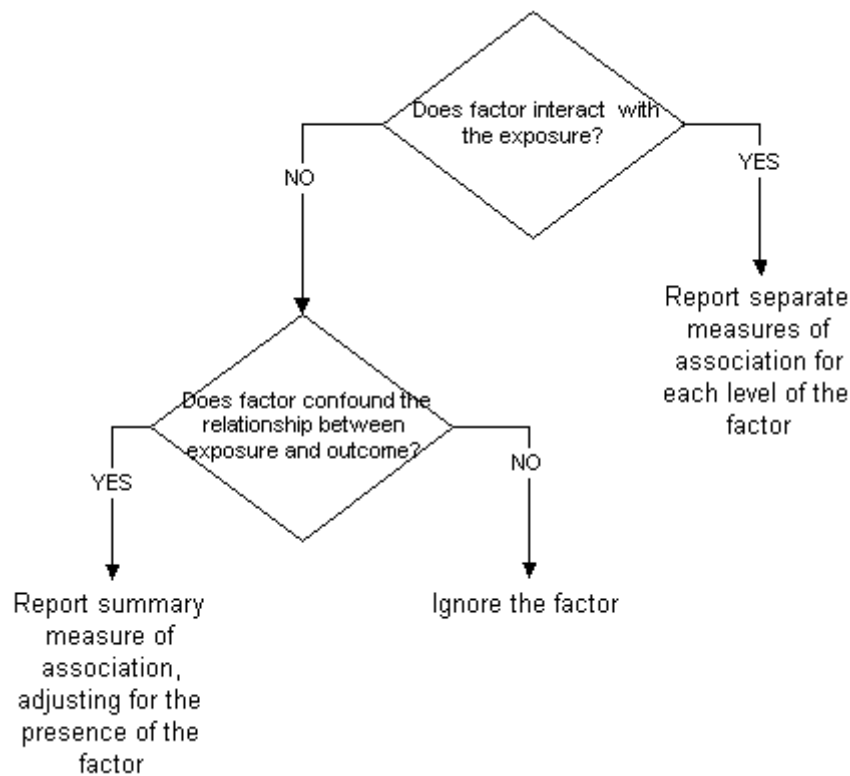 Does factor interact with
the exposure?
NO
YES
Report separate
measures of
association for
each level of the
factor
Does factor confound the
relationship between
exposure and outcome?
YES
NO
Report summary
measure of
association,
adjusting for the
presence of the
factor
Ignore the factor